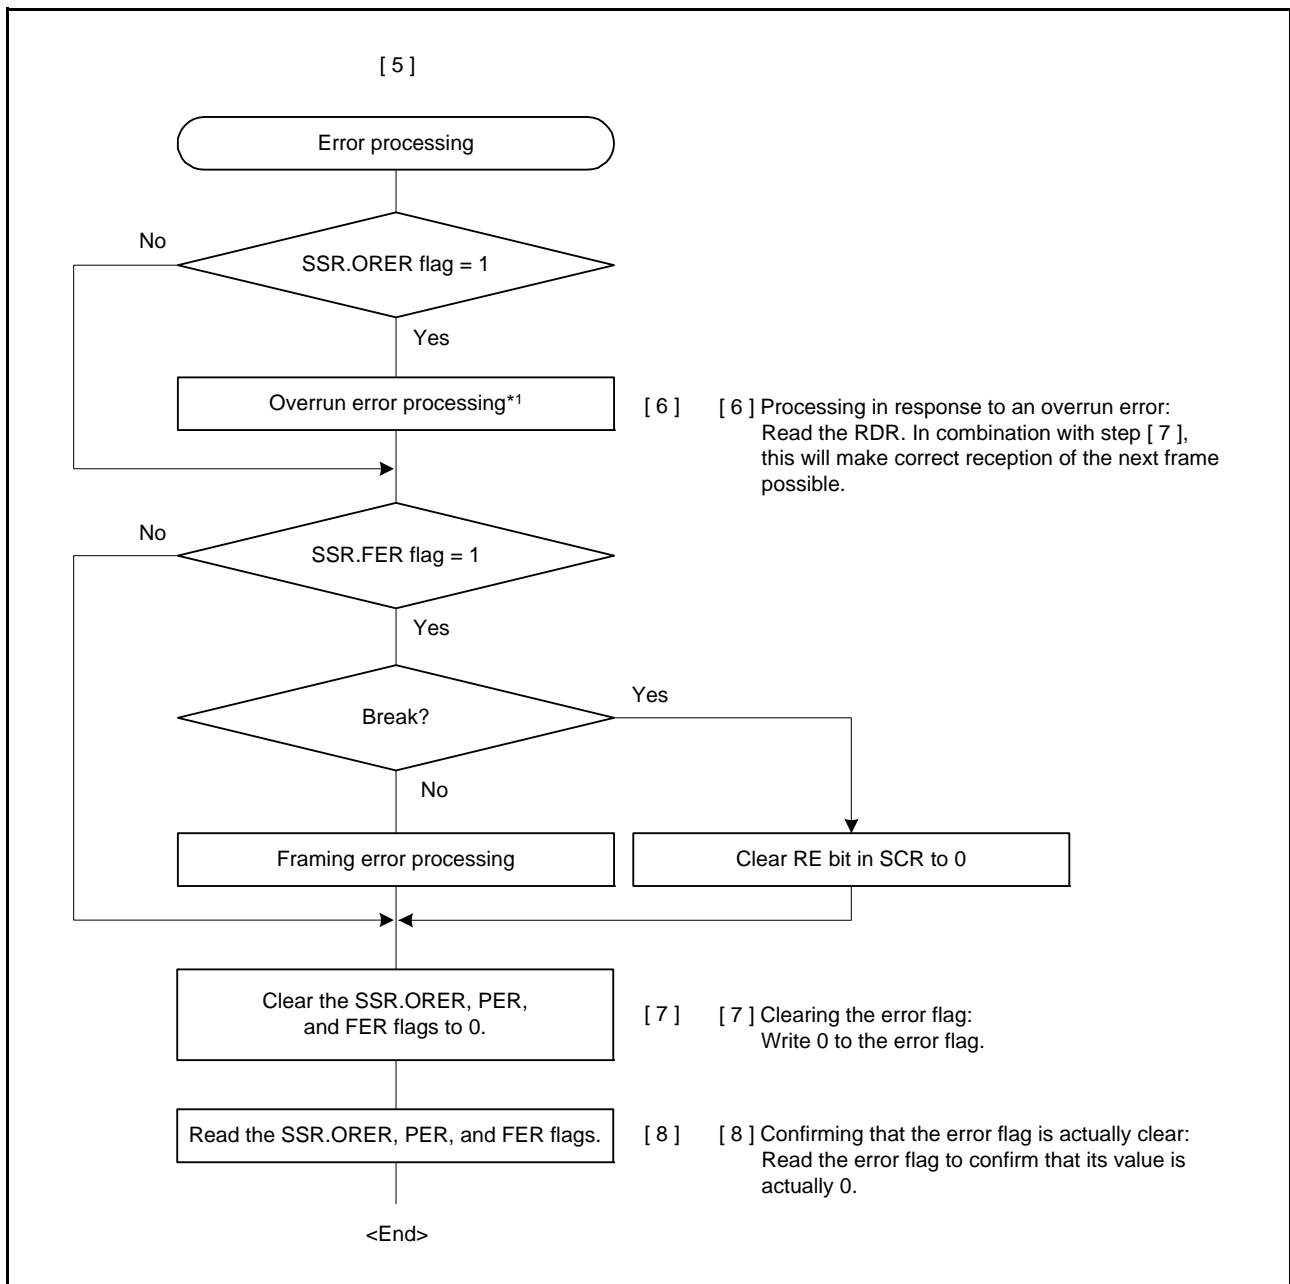 [ 5 ]
Error processing
No
SSR.ORER flag = 1
Yes
Overrun error processing*1
[ 6 ]
[ 6 ] Processing in response to an overrun error:
Read the RDR. In combination with step [ 7 ],
this will make correct reception of the next frame
possible.
No
SSR.FER flag = 1
Yes
Break?
Yes
No
Framing error processing
Clear RE bit in SCR to 0
Clear the SSR.ORER, PER,
and FER flags to 0.
[ 7 ]
[ 7 ] Clearing the error flag:
Write 0 to the error flag.
Read the SSR.ORER, PER, and FER flags.
[ 8 ]
[ 8 ] Confirming that the error flag is actually clear:
Read the error flag to confirm that its value is
actually 0.
<End>